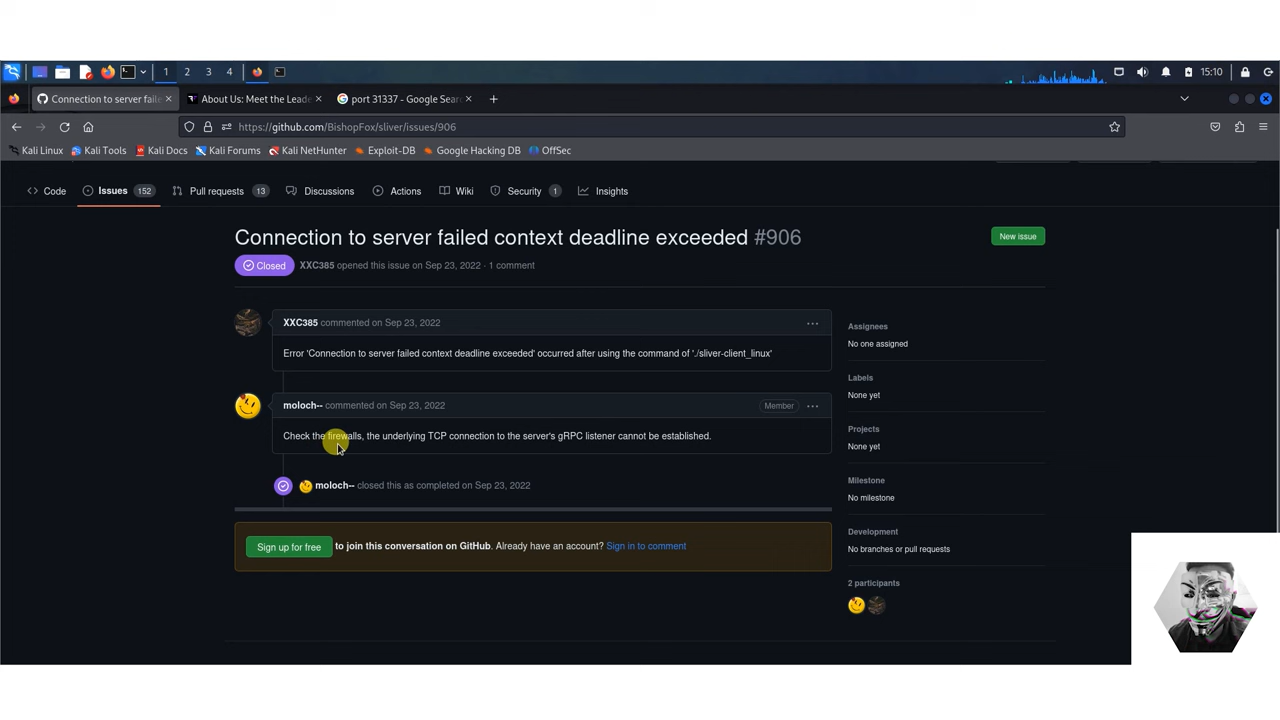 1 2 3 4 15:10
Connection to server faile × About Us: Meet the Leade × port 31337 - Google Searc × +
https://github.com/BishopFox/sliver/issues/906
Kali Linux Kali Tools Kali Docs Kali Forums Kali NetHunter Exploit-DB Google Hacking DB OffSec
Code Issues 152 Pull requests 13 Discussions Actions Wiki Security 1 Insights
Connection to server failed context deadline exceeded #906
New issue
Closed XXC385 opened this issue on Sep 23, 2022 · 1 comment
XXC385 commented on Sep 23, 2022 ···
Error 'Connection to server failed context deadline exceeded' occurred after using the command of './sliver-client_linux'
moloch-- commented on Sep 23, 2022 Member ···
Check the firewalls, the underlying TCP connection to the server's gRPC listener cannot be established.
moloch-- closed this as completed on Sep 23, 2022
Sign up for free to join this conversation on GitHub. Already have an account? Sign in to comment
Assignees
No one assigned
Labels
None yet
Projects
None yet
Milestone
No milestone
Development
No branches or pull requests
2 participants